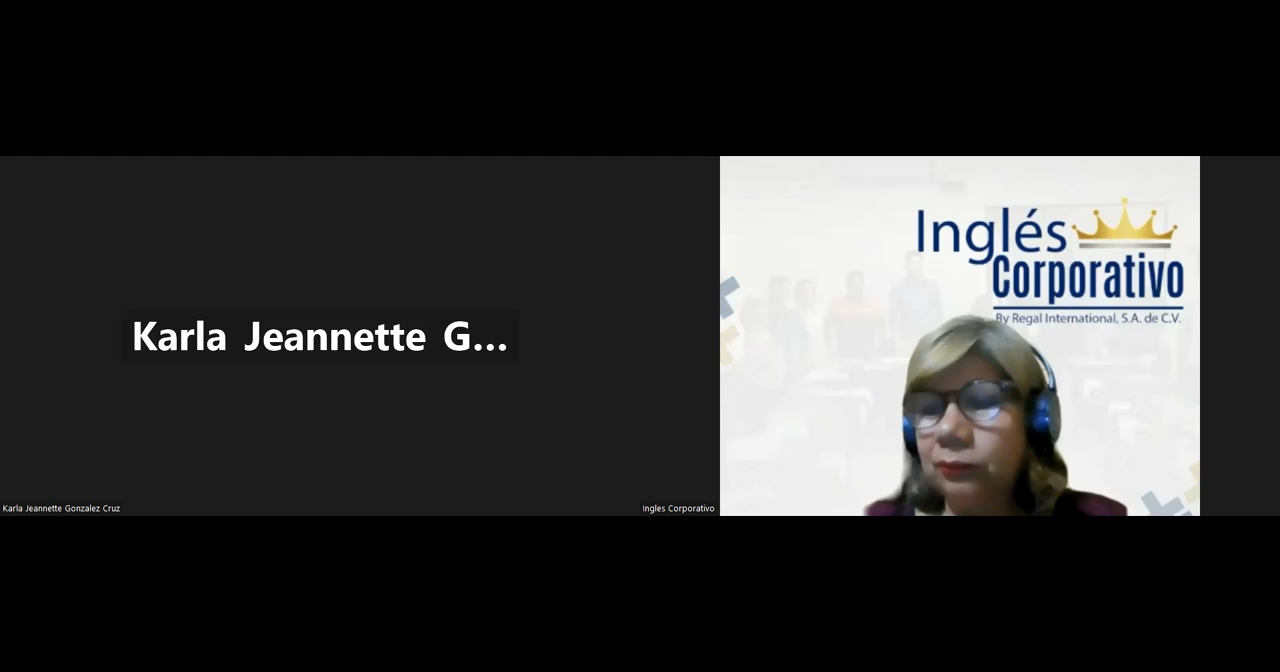 Karla Jeannette G...
Karla Jeannette Gonzalez Cruz
Ingles Corporativo
Inglés
Corporativo
By Regal International, S.A. de C.V.